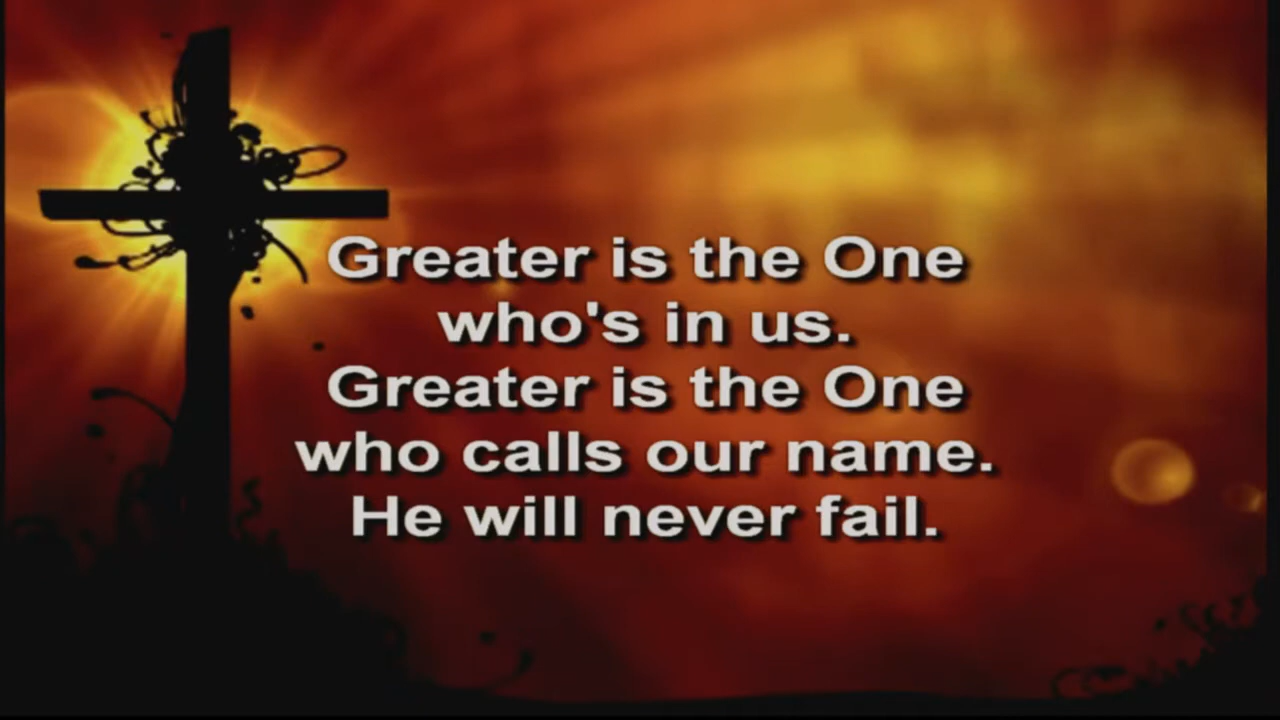 Greater is the One
who's in us.
Greater is the One
who calls our name.
He will never fail.